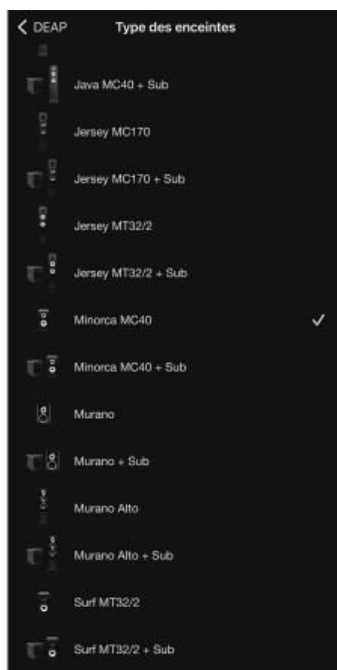 DEAP
Type des enceintes
Java MC40 + Sub
Jersey MC170
Jersey MC170 + Sub
Jersey MT32/2
Jersey MT32/2 + Sub
Minorca MC40
Minorca MC40 + Sub
Murano
Murano + Sub
Murano Alto
Murano Alto + Sub
Surf MT32/2
Surf MT32/2 + Sub